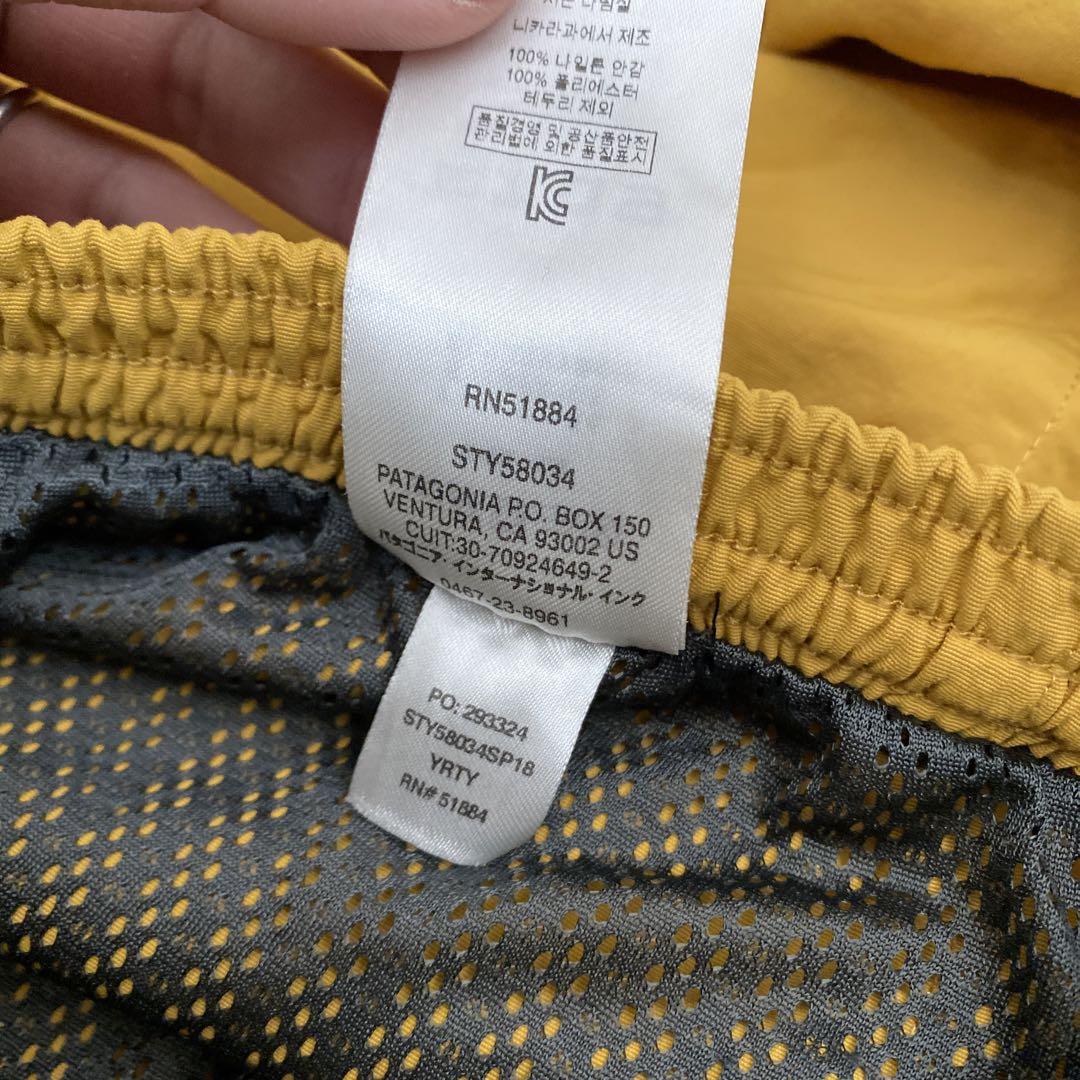 니카라과에서 제조
100% 나일론 안감
100% 폴리에스터
테두리 제외
품질경영 및 공산품안전
관리법에 의한 품질표시
RN51884
STY58034
PATAGONIA P.O. BOX 150
VENTURA, CA 93002 US
CUIT:30-70924649-2
パタゴニア・インターナショナル・インク
0467-23-8961
PO: 293324
STY58034SP18
YRTY
RN# 51884